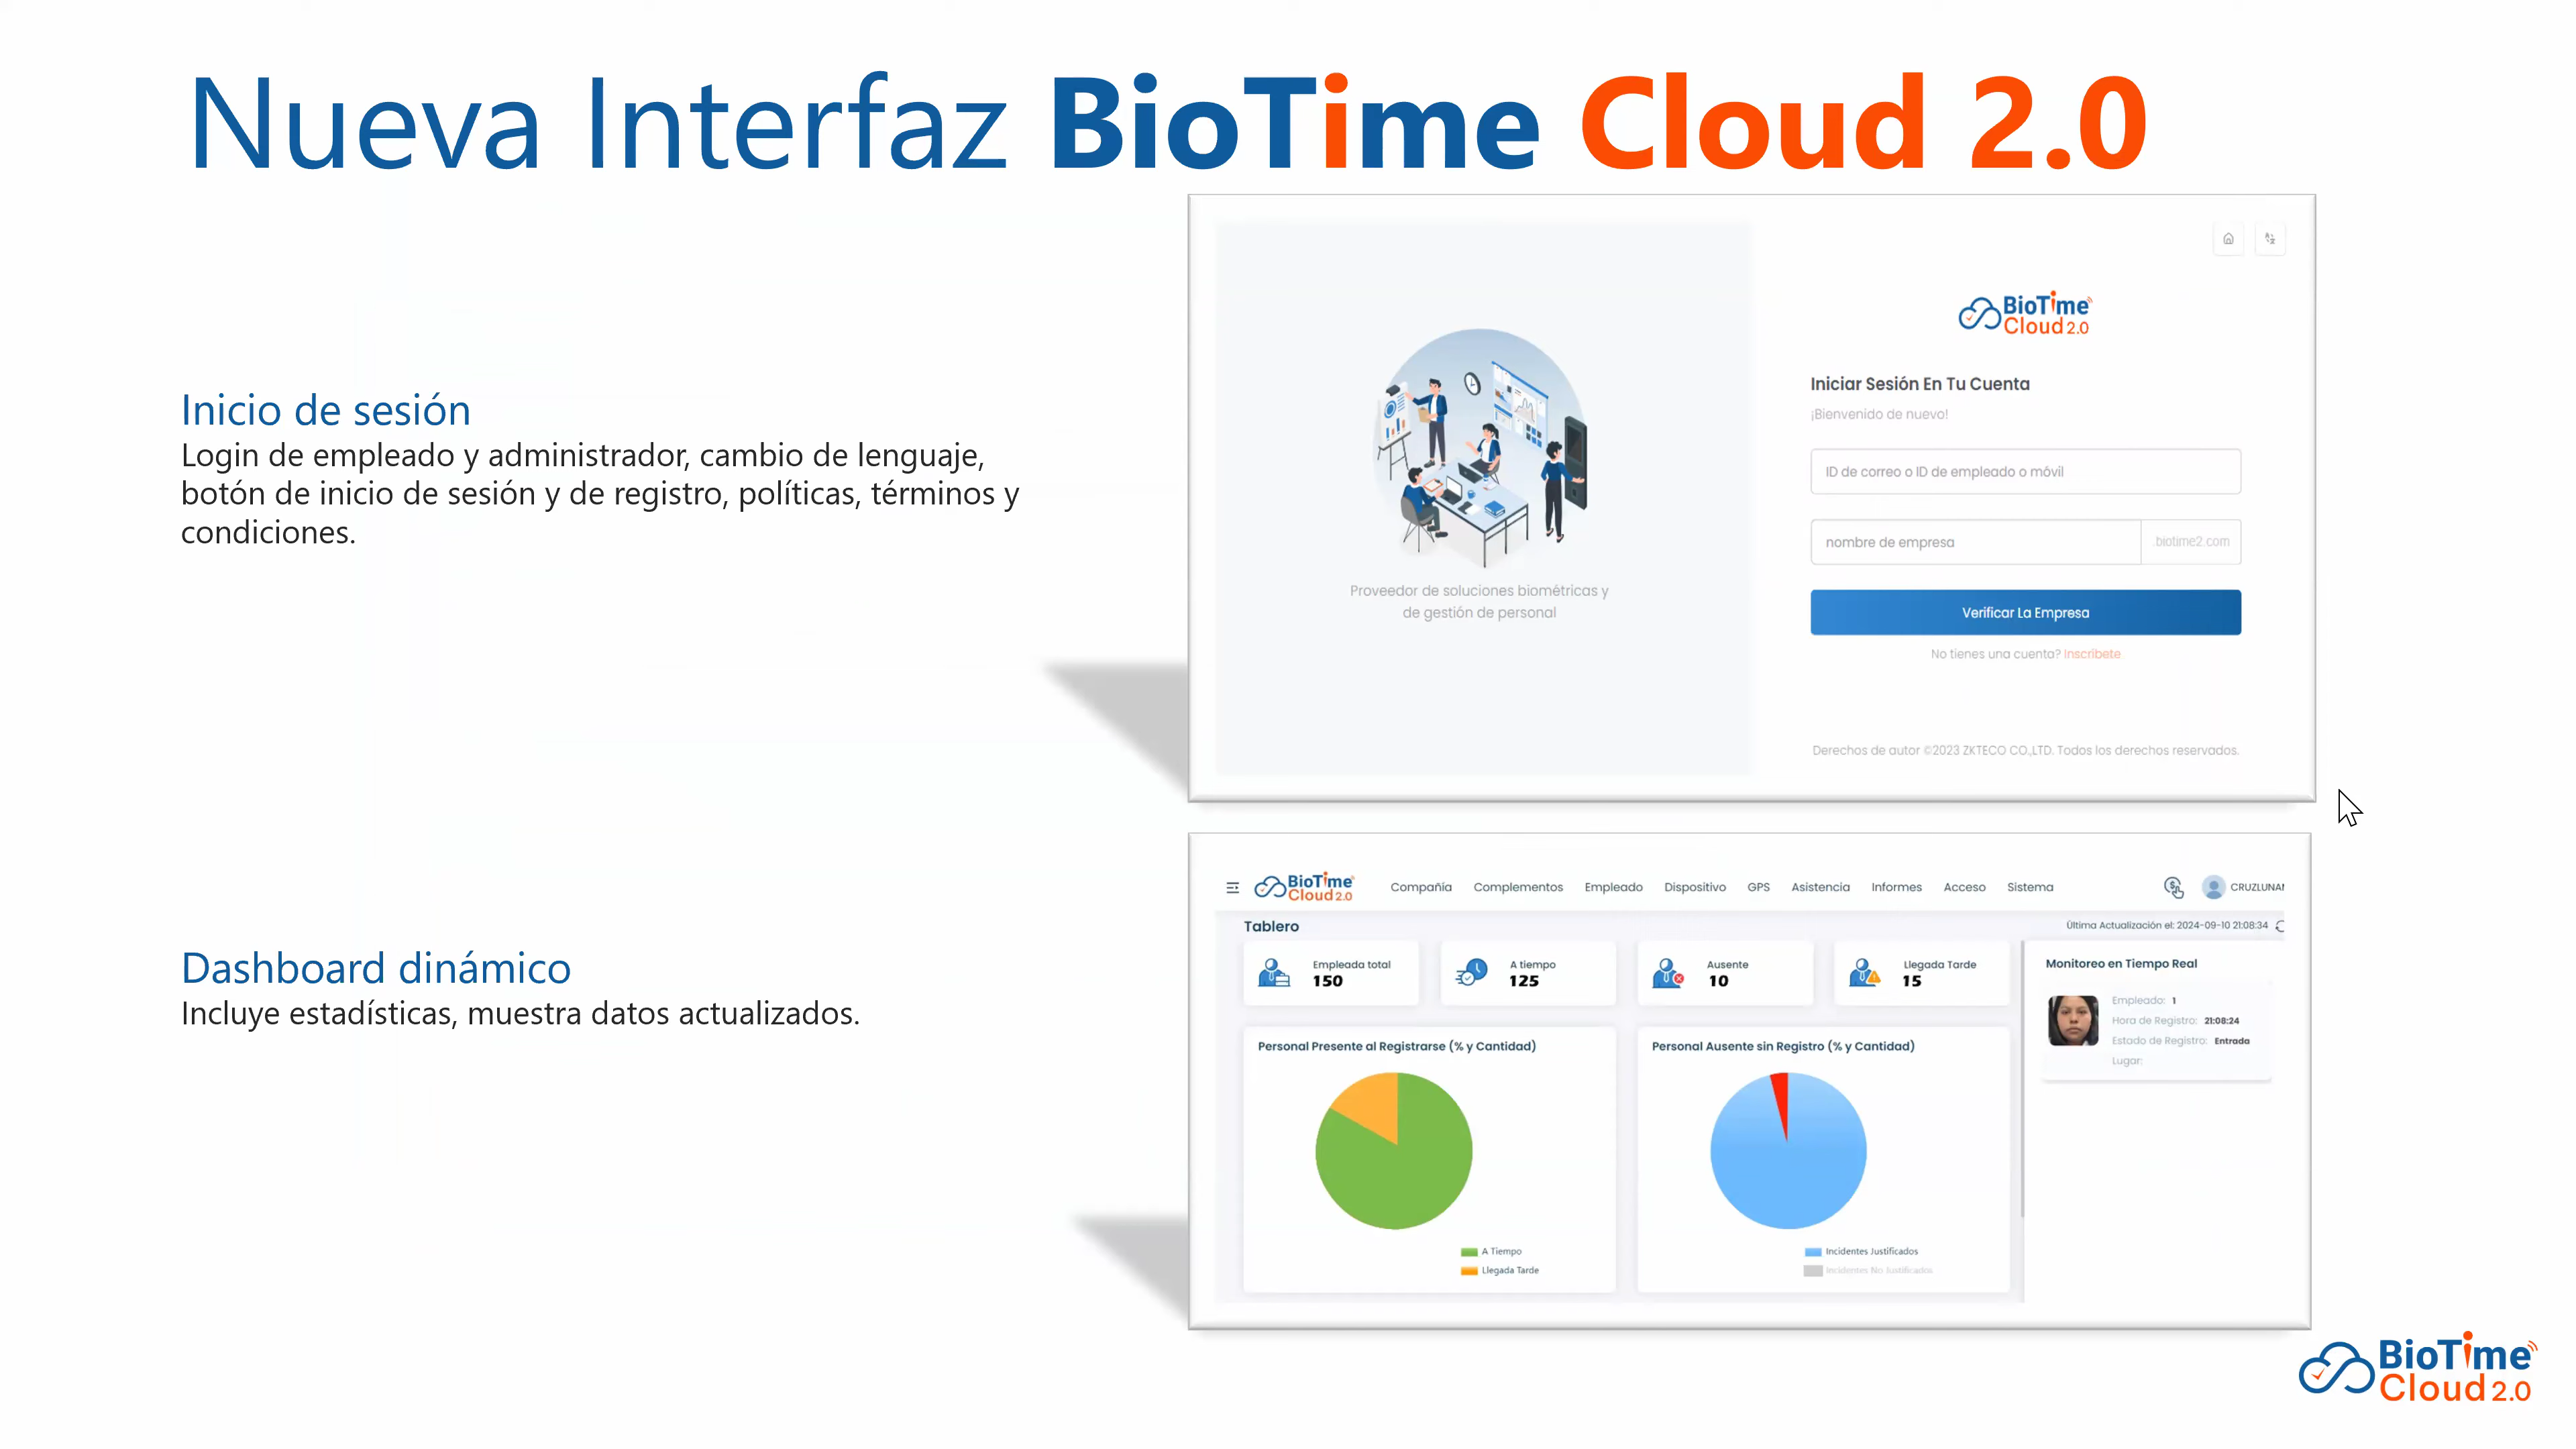 Nueva Interfaz BioTime Cloud 2.0
Inicio de sesión
Login de empleado y administrador, cambio de lenguaje,
botón de inicio de sesión y de registro, políticas, términos y
condiciones.
BioTime
Cloud 2.0
Iniciar Sesión En Tu Cuenta
¡Bienvenido de nuevo!
ID de correo o ID de empleado o móvil
nombre de empresa
.biotime2.com
Verificar La Empresa
No tienes una cuenta? Inscríbete
Proveedor de soluciones biométricas y
de gestión de personal
Derechos de autor ©2023 ZKTECO CO.,LTD. Todos los derechos reservados.
Dashboard dinámico
Incluye estadísticas, muestra datos actualizados.
BioTime
Cloud 2.0
Compañía Complementos Empleado Dispositivo GPS Asistencia Informes Acceso Sistema
CRUZLUNA
Tablero
Última Actualización el: 2024-09-10 21:08:34
Empleada total
150
A tiempo
125
Ausente
10
Llegada Tarde
15
Monitoreo en Tiempo Real
Empleado: 1
Hora de Registro: 21:08:24
Estado de Registro: Entrada
Lugar:
Personal Presente al Registrarse (% y Cantidad)
A Tiempo
Llegada Tarde
Personal Ausente sin Registro (% y Cantidad)
Incidentes Justificados
Incidentes No Justificados
BioTime
Cloud 2.0